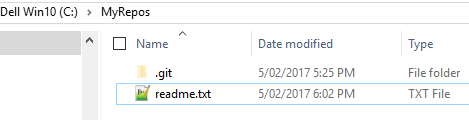 Dell Win10 (C:) › MyRepos
Name Date modified Type
.git 5/02/2017 5:25 PM File folder
readme.txt 5/02/2017 6:02 PM TXT File